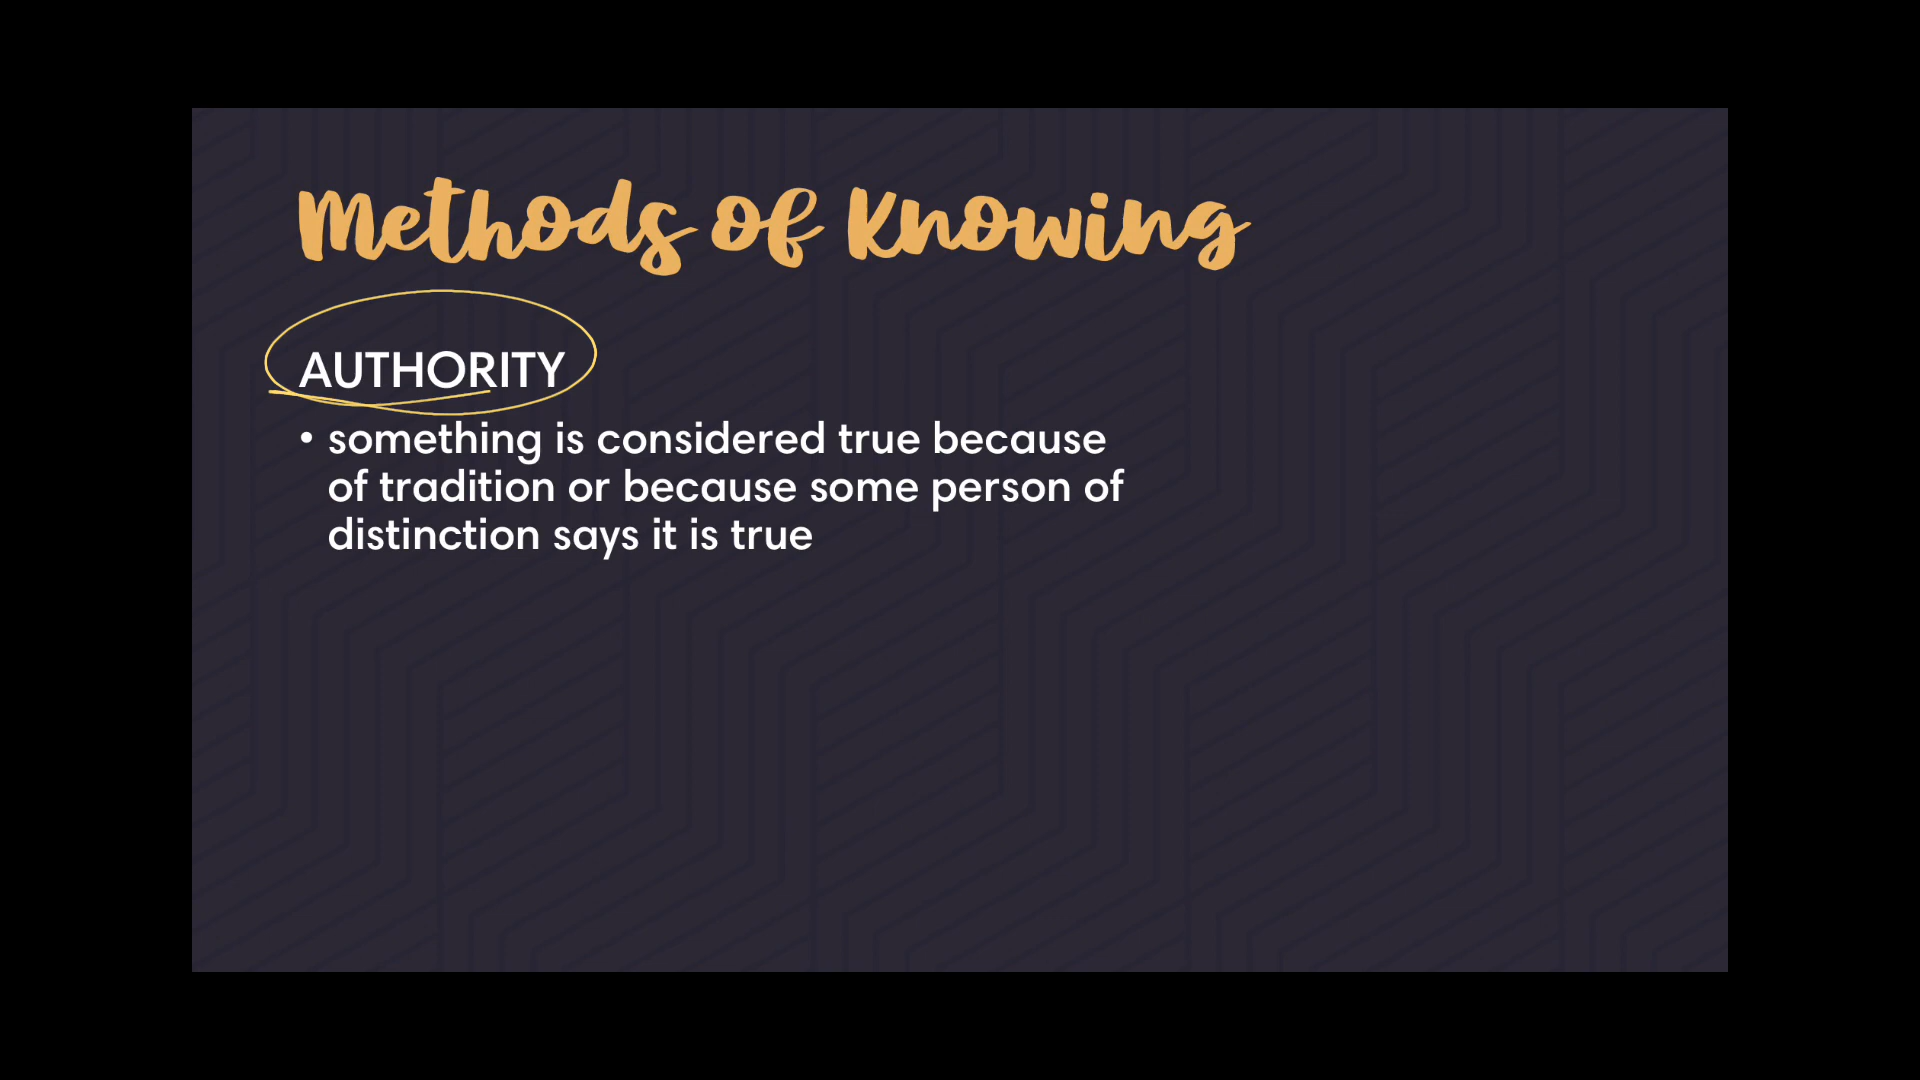 Methods of Knowing
AUTHORITY
• something is considered true because
of tradition or because some person of
distinction says it is true